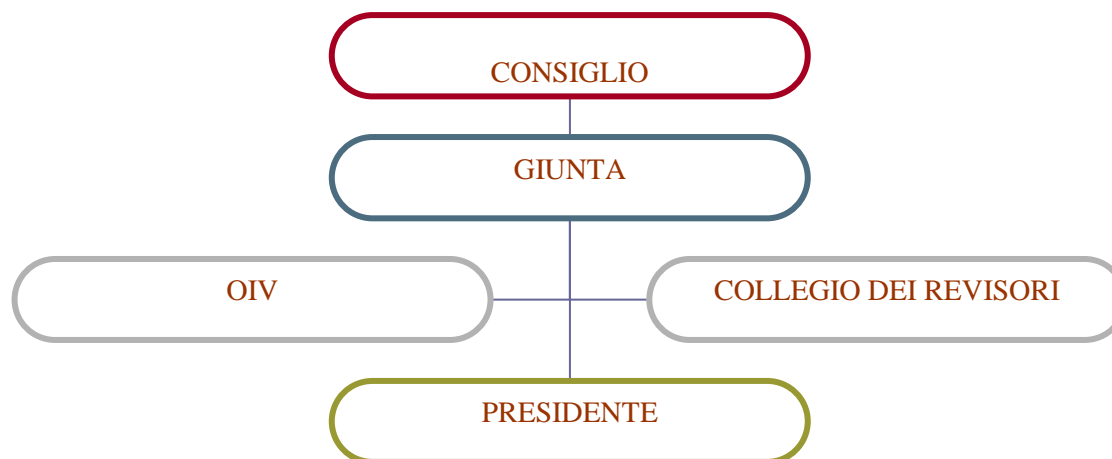 CONSIGLIO
GIUNTA
OIV
COLLEGIO DEI REVISORI
PRESIDENTE